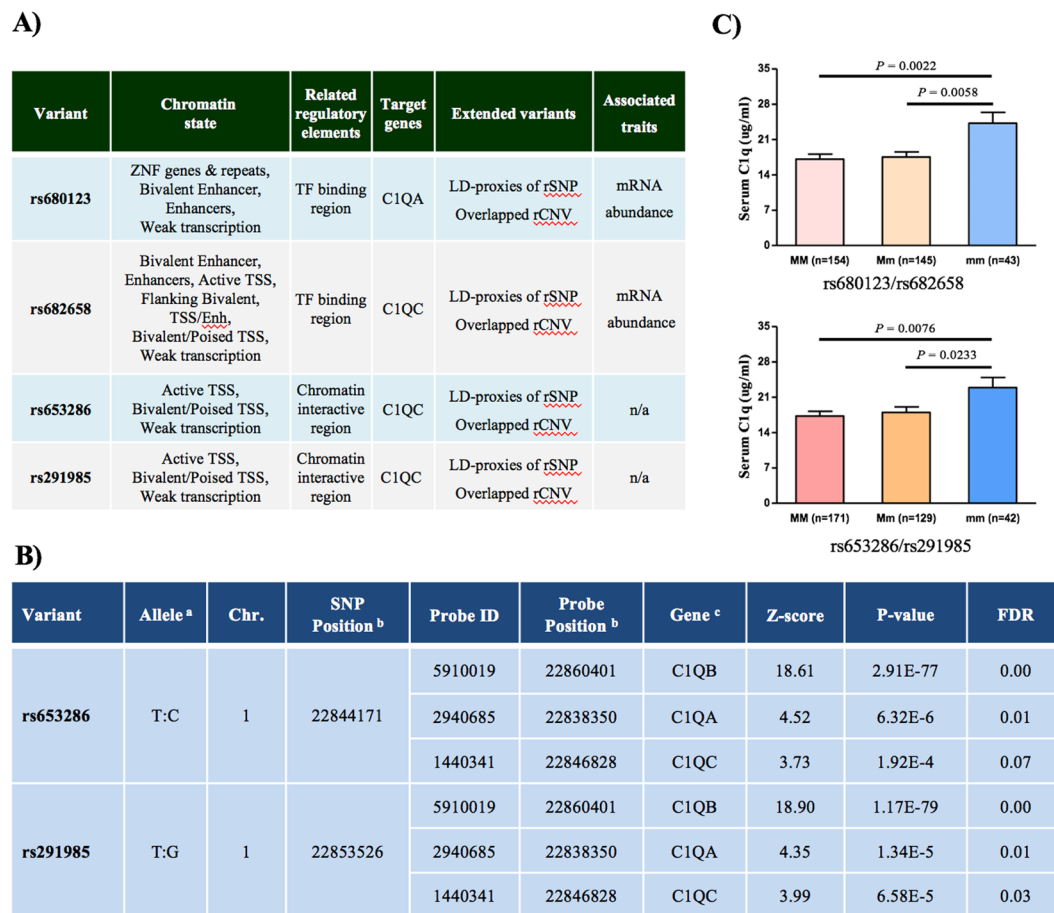 A)
Variant
Chromatin
state
Related
regulatory
elements
Target
genes
Extended variants
Associated
traits
rs680123
ZNF genes & repeats,
Bivalent Enhancer,
Enhancers,
Weak transcription
TF binding
region
C1QA
LD-proxies of rSNP
Overlapped rCNV
mRNA
abundance
rs682658
Bivalent Enhancer,
Enhancers, Active TSS,
Flanking Bivalent,
TSS/Enh,
Bivalent/Poised TSS,
Weak transcription
TF binding
region
C1QC
LD-proxies of rSNP
Overlapped rCNV
mRNA
abundance
rs653286
Active TSS,
Bivalent/Poised TSS,
Weak transcription
Chromatin
interactive
region
C1QC
LD-proxies of rSNP
Overlapped rCNV
n/a
rs291985
Active TSS,
Bivalent/Poised TSS,
Weak transcription
Chromatin
interactive
region
C1QC
LD-proxies of rSNP
Overlapped rCNV
n/a
C)
Serum C1q (ug/ml)
35
28
21
14
7
0
P = 0.0022
P = 0.0058
MM (n=154)
Mm (n=145)
mm (n=43)
rs680123/rs682658
Serum C1q (ug/ml)
35
28
21
14
7
0
P = 0.0076
P = 0.0233
MM (n=171)
Mm (n=129)
mm (n=42)
rs653286/rs291985
B)
Variant
Allele a
Chr.
SNP
Position b
Probe ID
Probe
Position b
Gene c
Z-score
P-value
FDR
rs653286
T:C
1
22844171
5910019
22860401
C1QB
18.61
2.91E-77
0.00
2940685
22838350
C1QA
4.52
6.32E-6
0.01
1440341
22846828
C1QC
3.73
1.92E-4
0.07
rs291985
T:G
1
22853526
5910019
22860401
C1QB
18.90
1.17E-79
0.00
2940685
22838350
C1QA
4.35
1.34E-5
0.01
1440341
22846828
C1QC
3.99
6.58E-5
0.03